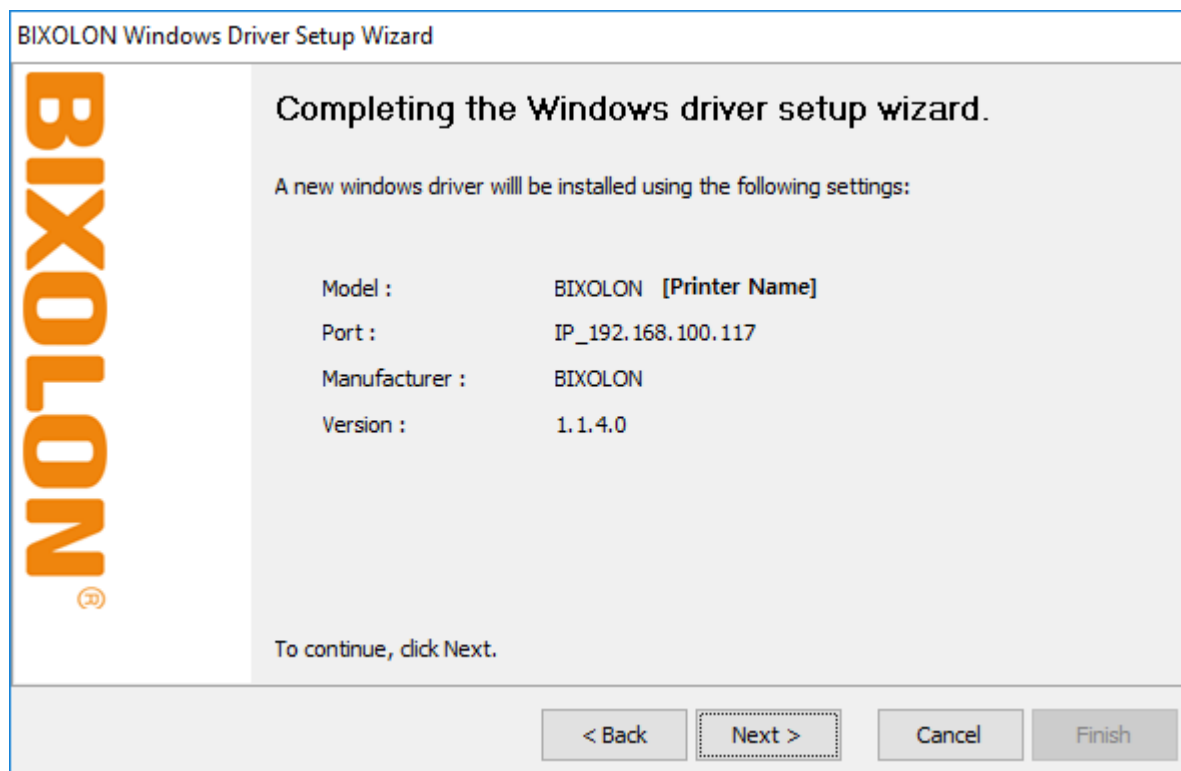 BIXOLON Windows Driver Setup Wizard
BIXOLON®
Completing the Windows driver setup wizard.
A new windows driver willl be installed using the following settings:
Model : BIXOLON [Printer Name]
Port : IP_192.168.100.117
Manufacturer : BIXOLON
Version : 1.1.4.0
To continue, click Next.
< Back Next > Cancel Finish